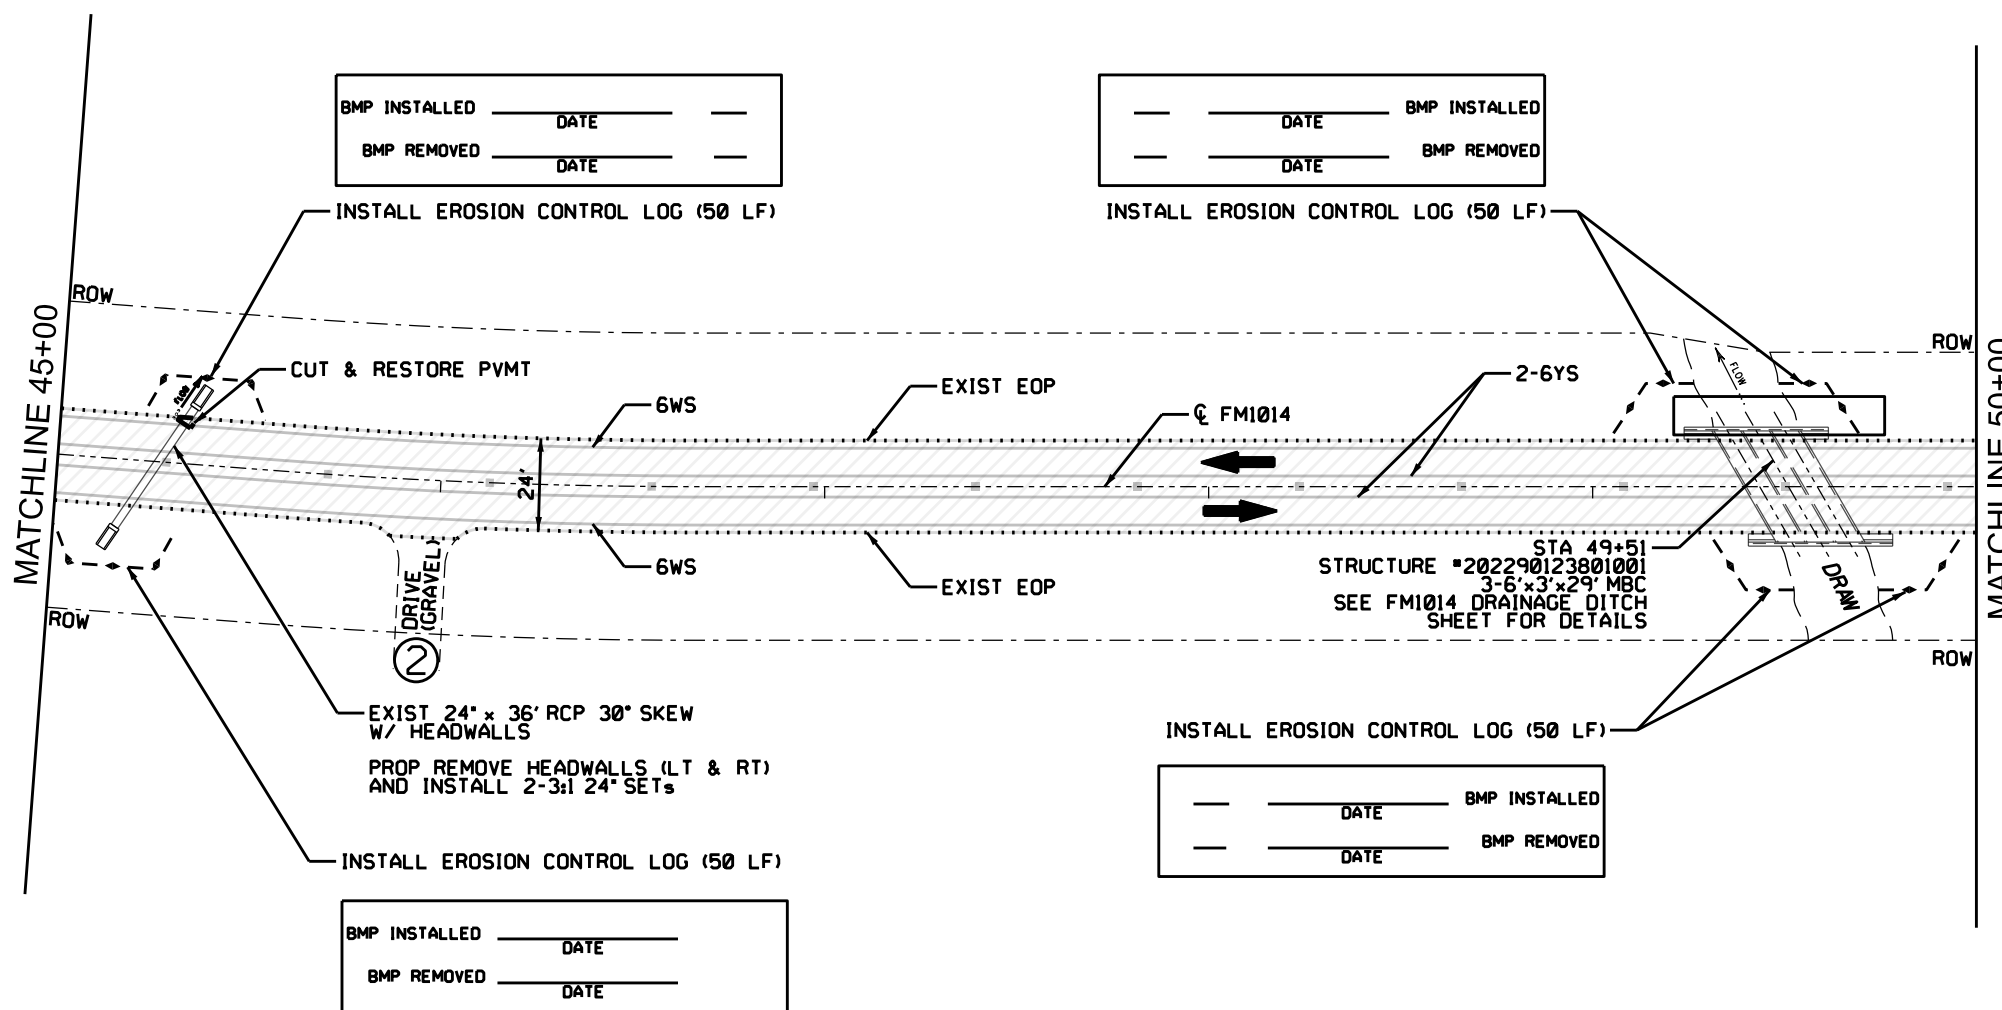 BMP INSTALLED
DATE
BMP REMOVED
DATE
BMP INSTALLED
DATE
BMP REMOVED
DATE
INSTALL EROSION CONTROL LOG (50 LF)
INSTALL EROSION CONTROL LOG (50 LF)
MATCHLINE 45+00
ROW
ROW
FLOW
FLOW
CUT & RESTORE PVMT
6WS
EXIST EOP
℄ FM1014
2-6YS
MATCHLINE 50+00
24'
6WS
EXIST EOP
STA 49+51
STRUCTURE #202290123801001
3-6'x3'x29' MBC
SEE FM1014 DRAINAGE DITCH
SHEET FOR DETAILS
DRAW
DRIVE
(GRAVEL)
2
ROW
ROW
EXIST 24" x 36' RCP 30° SKEW
W/ HEADWALLS
PROP REMOVE HEADWALLS (LT & RT)
AND INSTALL 2-3:1 24" SETs
INSTALL EROSION CONTROL LOG (50 LF)
BMP INSTALLED
DATE
BMP REMOVED
DATE
INSTALL EROSION CONTROL LOG (50 LF)
BMP INSTALLED
DATE
BMP REMOVED
DATE